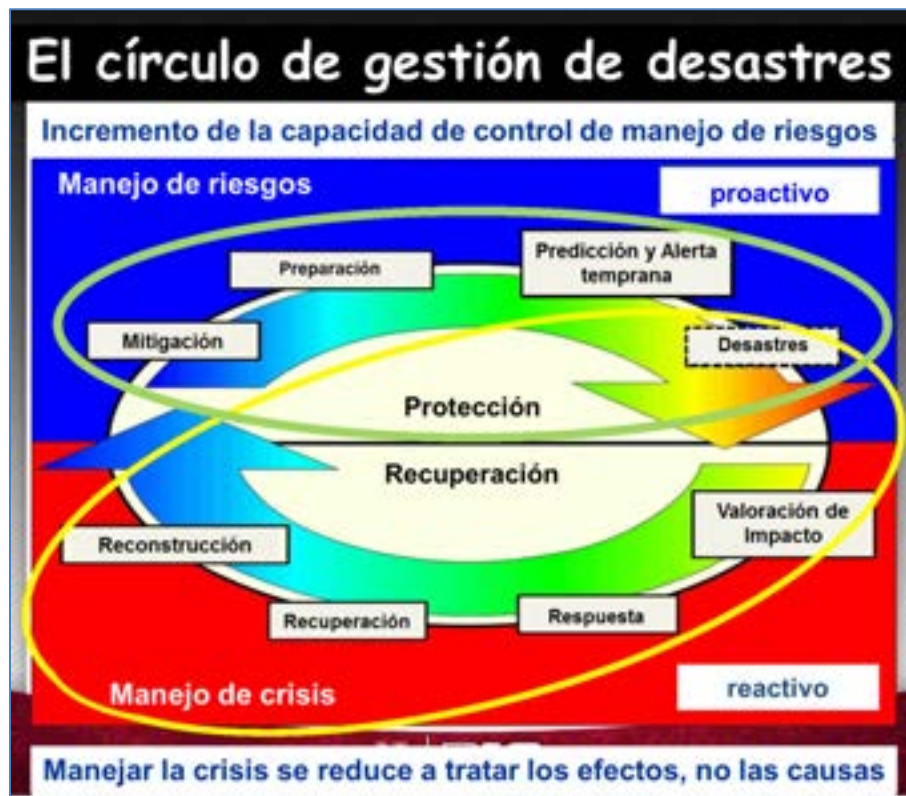 El círculo de gestión de desastres
Incremento de la capacidad de control de manejo de riesgos
Manejo de riesgos
proactivo
Preparación
Predicción y Alerta
temprana
Mitigación
Desastres
Protección
Recuperación
Reconstrucción
Valoración de
Impacto
Recuperación
Respuesta
Manejo de crisis
reactivo
Manejar la crisis se reduce a tratar los efectos, no las causas